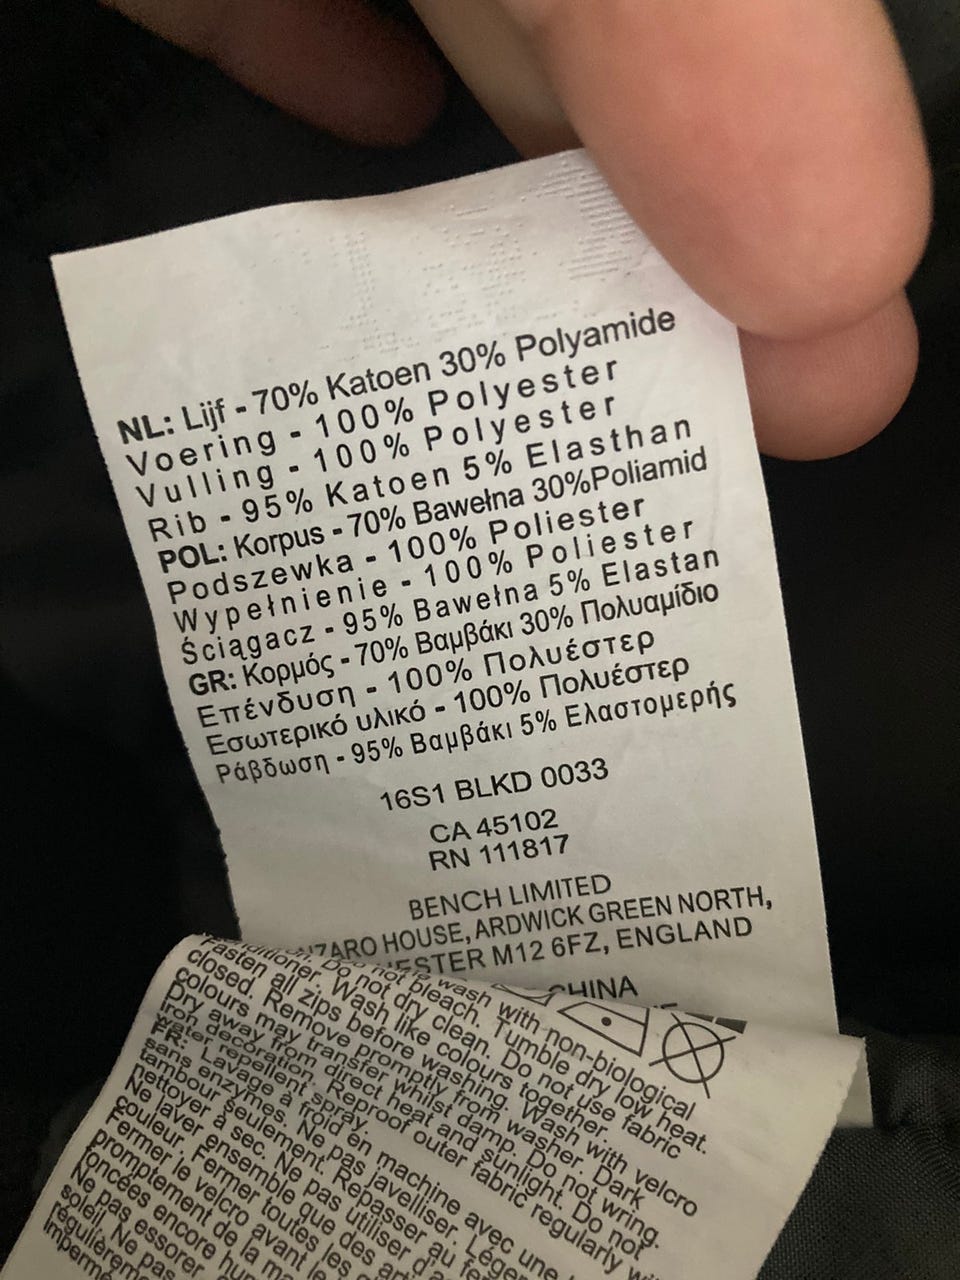 NL: Lijf - 70% Katoen 30% Polyamide
Voering - 100% Polyester
Vulling - 100% Polyester
Rib - 95% Katoen 5% Elasthan
POL: Korpus - 70% Bawełna 30%Poliamid
Podszewka - 100% Poliester
Wypełnienie - 100% Poliester
Ściągacz - 95% Bawełna 5% Elastan
GR: Κορμός - 70% Βαμβάκι 30% Πολυαμίδιο
Επένδυση - 100% Πολυέστερ
Εσωτερικό υλικό - 100% Πολυέστερ
Ράβδωση - 95% Βαμβάκι 5% Ελαστομερής
16S1 BLKD 0033
CA 45102
RN 111817
BENCH LIMITED
HOUSE, ARDWICK GREEN NORTH,
M12 6FZ, ENGLAND
CHINA
wash with non-biological
Do not bleach. Tumble dry low heat.
Do not dry clean. Do not use fabric
Wash like colours together.
Fasten all zips before washing. Wash with velcro
closed. Remove promptly from washer. Dark
colours may transfer whilst damp. Do not wring.
Dry away from direct heat and sunlight. Do not
iron decoration. Reproof outer fabric regularly
water repellent spray.
FR: Lavage à froid en machine avec une
sans enzymes. Ne pas javelliser.
tambour seulement. Repasser au
nettoyer à sec. Ne pas utiliser
Ne laver ensemble que des
couleur. Fermer toutes les
Fermer le velcro avant le
promptement de la
foncées encore
Ne pas essorer.
soleil. Ne pas